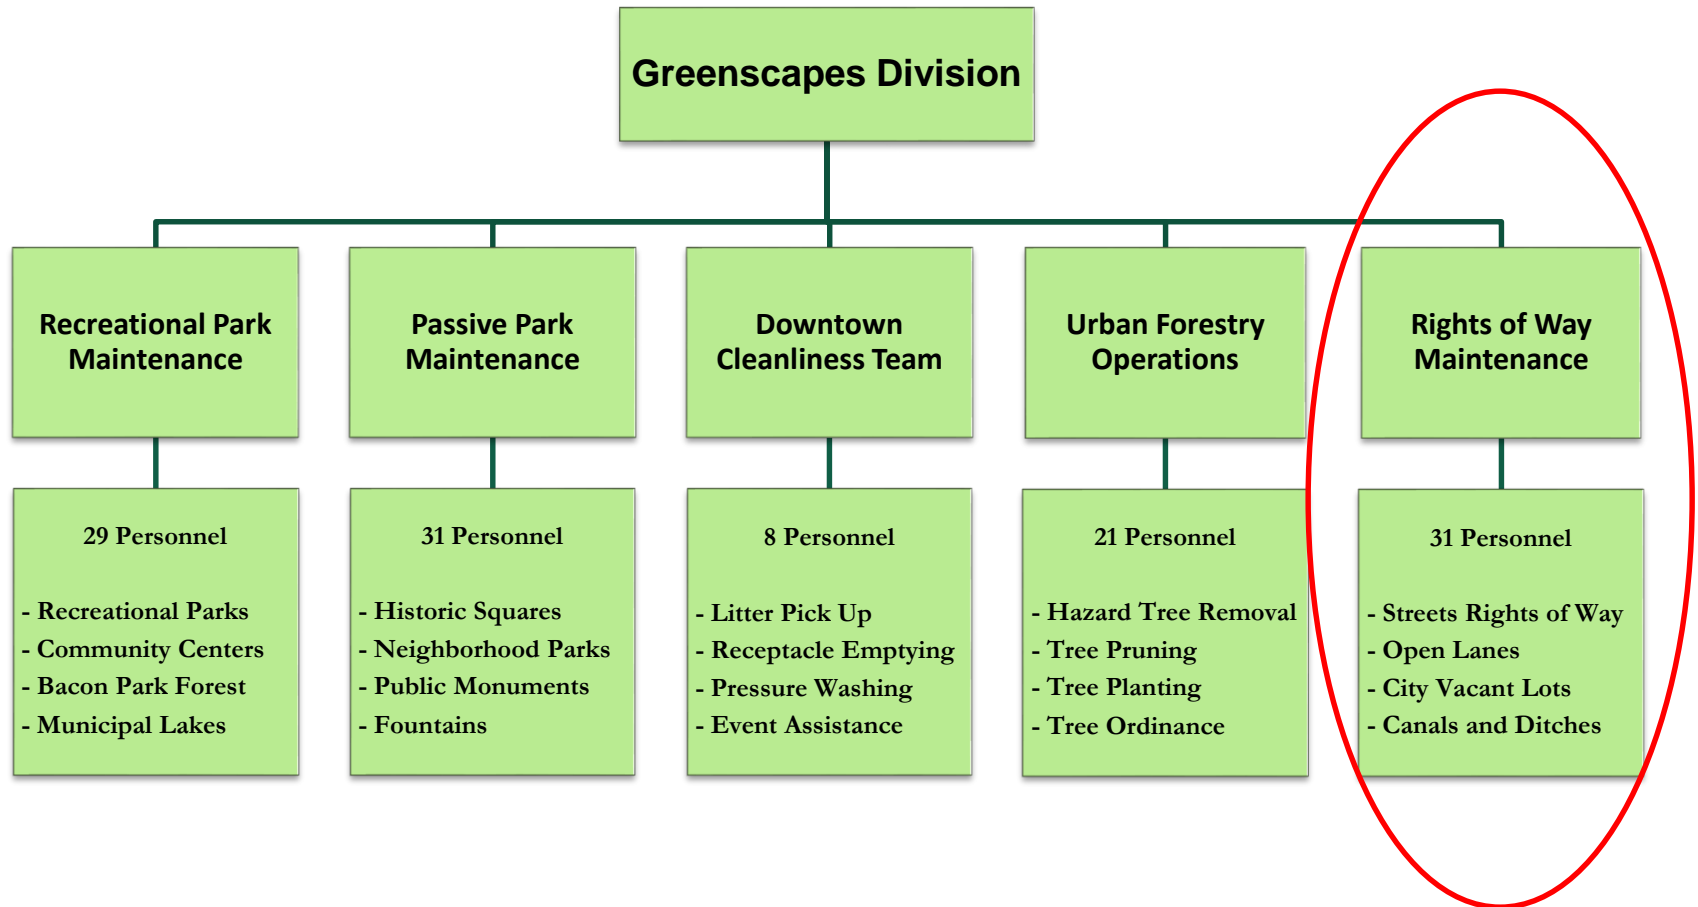 Greenscapes Division
Recreational Park
Maintenance
Passive Park
Maintenance
Downtown
Cleanliness Team
Urban Forestry
Operations
Rights of Way
Maintenance
29 Personnel
- Recreational Parks
- Community Centers
- Bacon Park Forest
- Municipal Lakes
31 Personnel
- Historic Squares
- Neighborhood Parks
- Public Monuments
- Fountains
8 Personnel
- Litter Pick Up
- Receptacle Emptying
- Pressure Washing
- Event Assistance
21 Personnel
- Hazard Tree Removal
- Tree Pruning
- Tree Planting
- Tree Ordinance
31 Personnel
- Streets Rights of Way
- Open Lanes
- City Vacant Lots
- Canals and Ditches